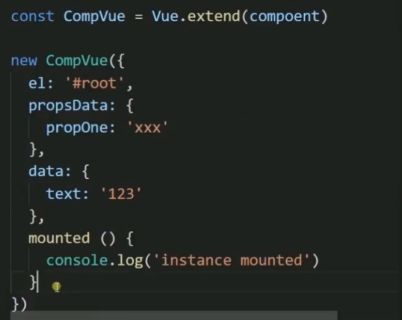 const CompVue = Vue.extend(compoent)
new CompVue({
el: '#root',
propsData: {
propOne: 'xxx'
},
data: {
text: '123'
},
mounted () {
console.log('instance mounted')
}
})